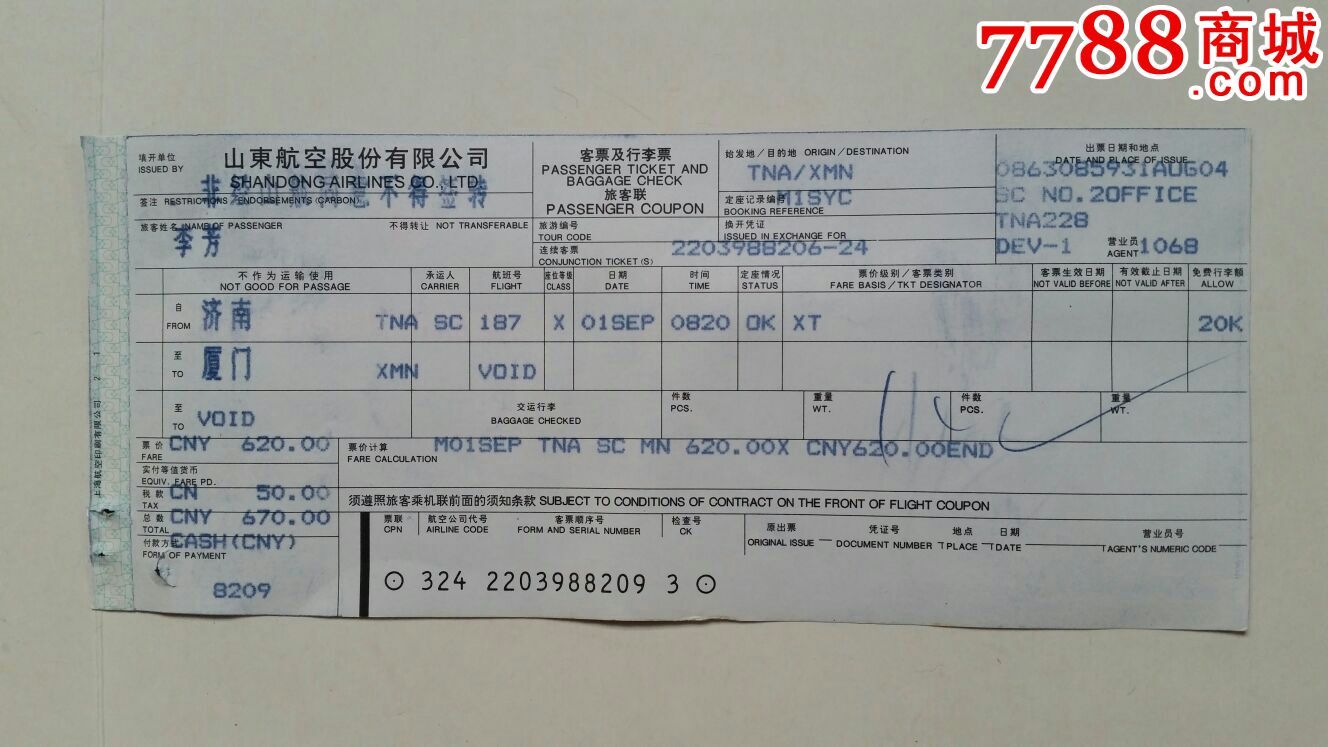 7788商城
.com
填开单位
ISSUED BY
山東航空股份有限公司
SHANDONG AIRLINES CO., LTD.
客票及行李票
PASSENGER TICKET AND
BAGGAGE CHECK
旅客联
PASSENGER COUPON
始发地/目的地 ORIGIN/DESTINATION
TNA/XMN
出票日期和地点
DATE AND PLACE OF ISSUE
0863085931AUG04
签注 RESTRICTIONS / ENDORSEMENTS (CARBON)
不得签转
定座记录编号
BOOKING REFERENCE
M1SYC
SC NO.2OFFICE
旅客姓名 NAME OF PASSENGER
不得转让 NOT TRANSFERABLE
李芳
旅游编号
TOUR CODE
换开凭证
ISSUED IN EXCHANGE FOR
TNA228
连续客票
CONJUNCTION TICKET(S)
2203988206-24
DEV-1
营业员
AGENT
1068
不作为运输使用
NOT GOOD FOR PASSAGE
承运人
CARRIER
航班号
FLIGHT
座位等级
CLASS
日期
DATE
时间
TIME
定座情况
STATUS
票价级别/客票类别
FARE BASIS/TKT DESIGNATOR
客票生效日期
NOT VALID BEFORE
有效截止日期
NOT VALID AFTER
免费行李额
ALLOW
自
FROM
济南 TNA SC 187 X 01SEP 0820 OK XT 20K
至
TO
厦门 XMN VOID
至
TO
VOID
交运行李
BAGGAGE CHECKED
件数
PCS.
重量
WT.
件数
PCS.
重量
WT.
票价
FARE
CNY 620.00
票价计算
FARE CALCULATION
M01SEP TNA SC MN 620.00X CNY620.00END
实付等值货币
EQUIV. FARE PD.
税款
TAX
CN 50.00
须遵照旅客乘机联前面的须知条款 SUBJECT TO CONDITIONS OF CONTRACT ON THE FRONT OF FLIGHT COUPON
总数
TOTAL
CNY 670.00
付款方式
FORM OF PAYMENT
CASH(CNY)
8209
票联
CPN
航空公司代号
AIRLINE CODE
客票顺序号
FORM AND SERIAL NUMBER
检查号
CK
原出票
ORIGINAL ISSUE
凭证号
DOCUMENT NUMBER
地点
PLACE
日期
DATE
营业员号
AGENT'S NUMERIC CODE
324 2203988209 3